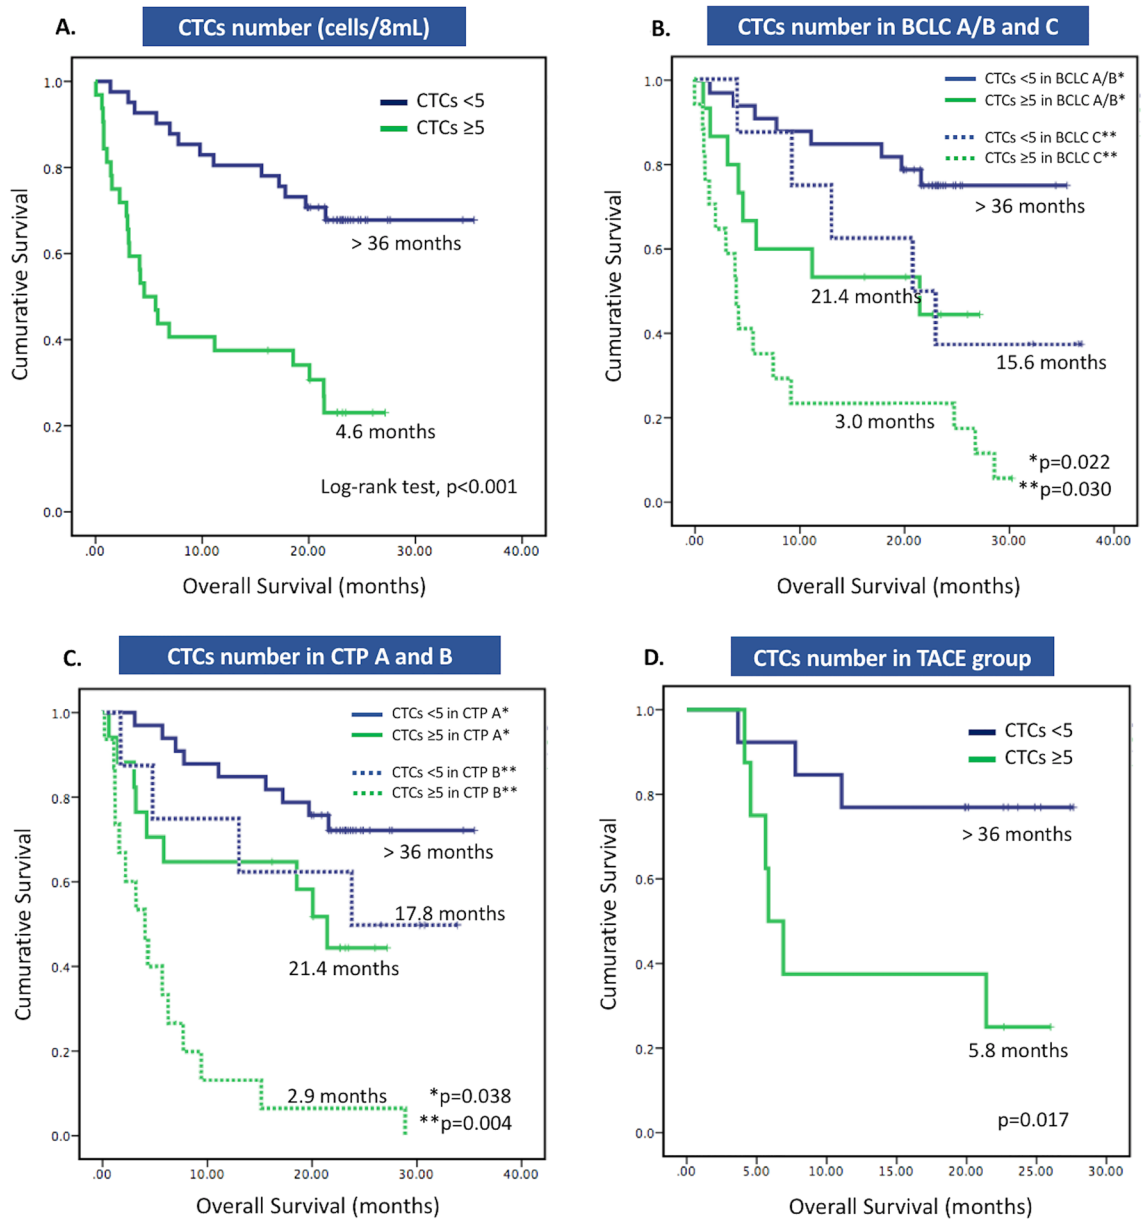 A.
CTCs number (cells/8mL)
CTCs <5
CTCs ≥5
1.0
0.8
0.6
0.4
0.2
0.0
Cumurative Survival
> 36 months
4.6 months
Log-rank test, p<0.001
.00 10.00 20.00 30.00 40.00
Overall Survival (months)
B.
CTCs number in BCLC A/B and C
CTCs <5 in BCLC A/B*
CTCs ≥5 in BCLC A/B*
CTCs <5 in BCLC C**
CTCs ≥5 in BCLC C**
1.0
0.8
0.6
0.4
0.2
0.0
Cumurative Survival
> 36 months
21.4 months
15.6 months
3.0 months
*p=0.022
**p=0.030
.00 10.00 20.00 30.00 40.00
Overall Survival (months)
C.
CTCs number in CTP A and B
CTCs <5 in CTP A*
CTCs ≥5 in CTP A*
CTCs <5 in CTP B**
CTCs ≥5 in CTP B**
1.0
0.8
0.6
0.4
0.2
0.0
Cumurative Survival
> 36 months
17.8 months
21.4 months
2.9 months
*p=0.038
**p=0.004
.00 10.00 20.00 30.00 40.00
Overall Survival (months)
D.
CTCs number in TACE group
CTCs <5
CTCs ≥5
1.0
0.8
0.6
0.4
0.2
0.0
Cumurative Survival
> 36 months
5.8 months
p=0.017
.00 5.00 10.00 15.00 20.00 25.00 30.00
Overall Survival (months)